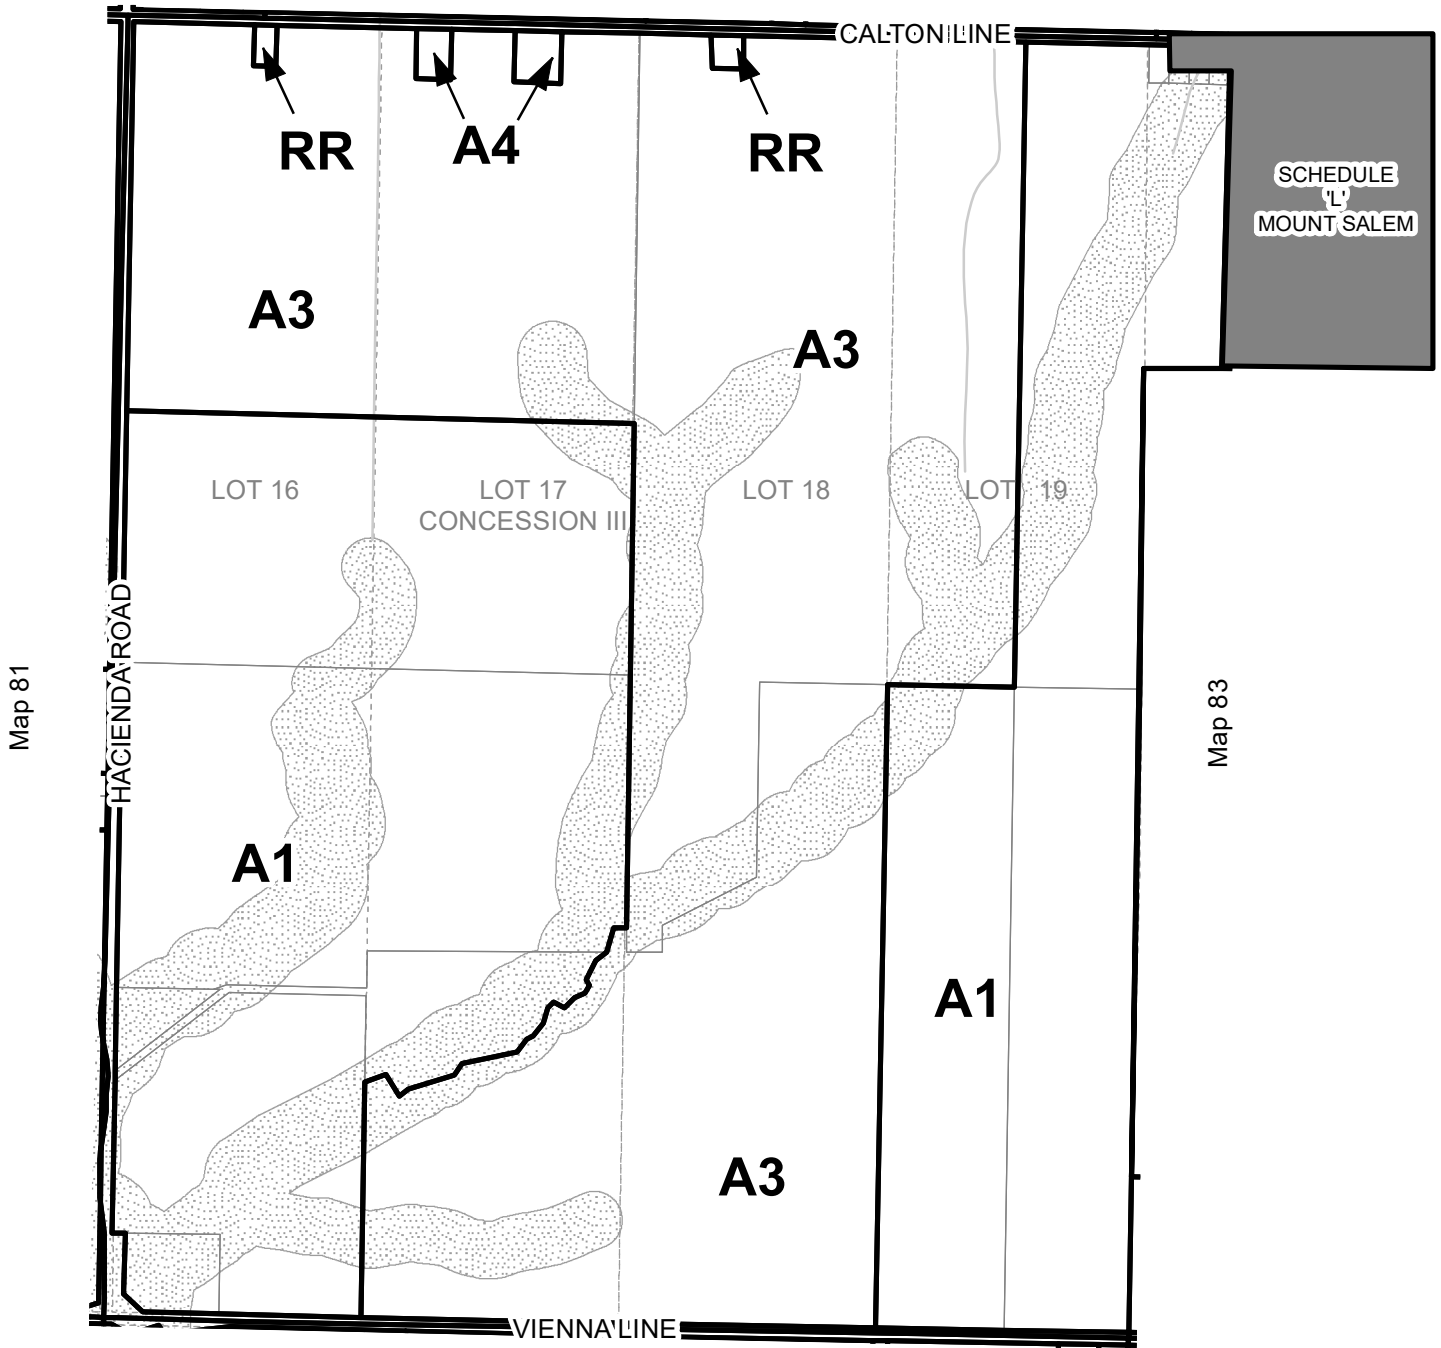 CALTON LINE
RR
A4
RR
SCHEDULE
'L'
MOUNT SALEM
A3
A3
LOT 16
LOT 17
CONCESSION III
LOT 18
LOT 19
HACIENDA ROAD
Map 81
Map 83
A1
A1
A3
VIENNA LINE